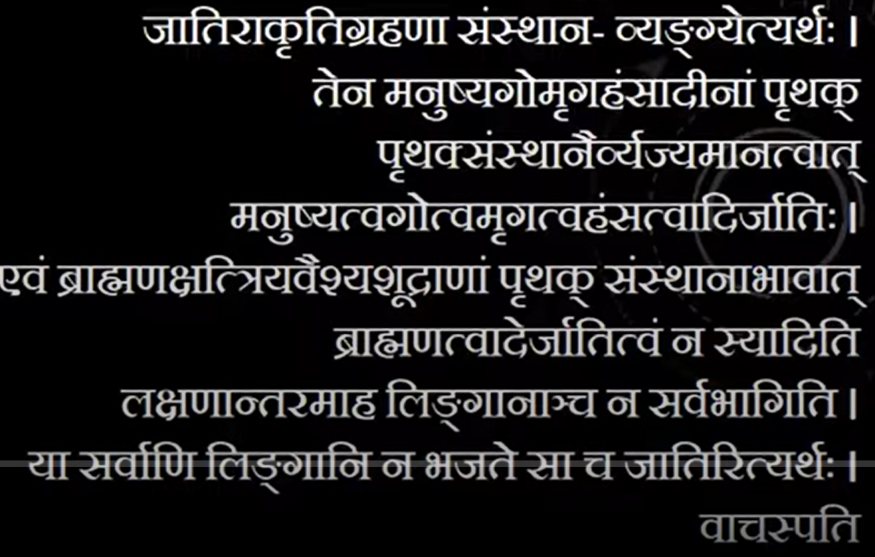 जातिराकृतिग्रहणा संस्थान- व्यङ्ग्येत्यर्थः ।
तेन मनुष्यगोमृगहंसादीनां पृथक्
पृथक्संस्थानैर्व्यज्यमानत्वात्
मनुष्यत्वगोत्वमृगत्वहंसत्वादिर्जातिः ।
एवं ब्राह्मणक्षत्त्रियवैश्यशूद्राणां पृथक् संस्थानाभावात्
ब्राह्मणत्वादेर्जातित्वं न स्यादिति
लक्षणान्तरमाह लिङ्गानाञ्च न सर्वभागिति ।
या सर्वाणि लिङ्गानि न भजते सा च जातिरित्यर्थः ।
वाचस्पति